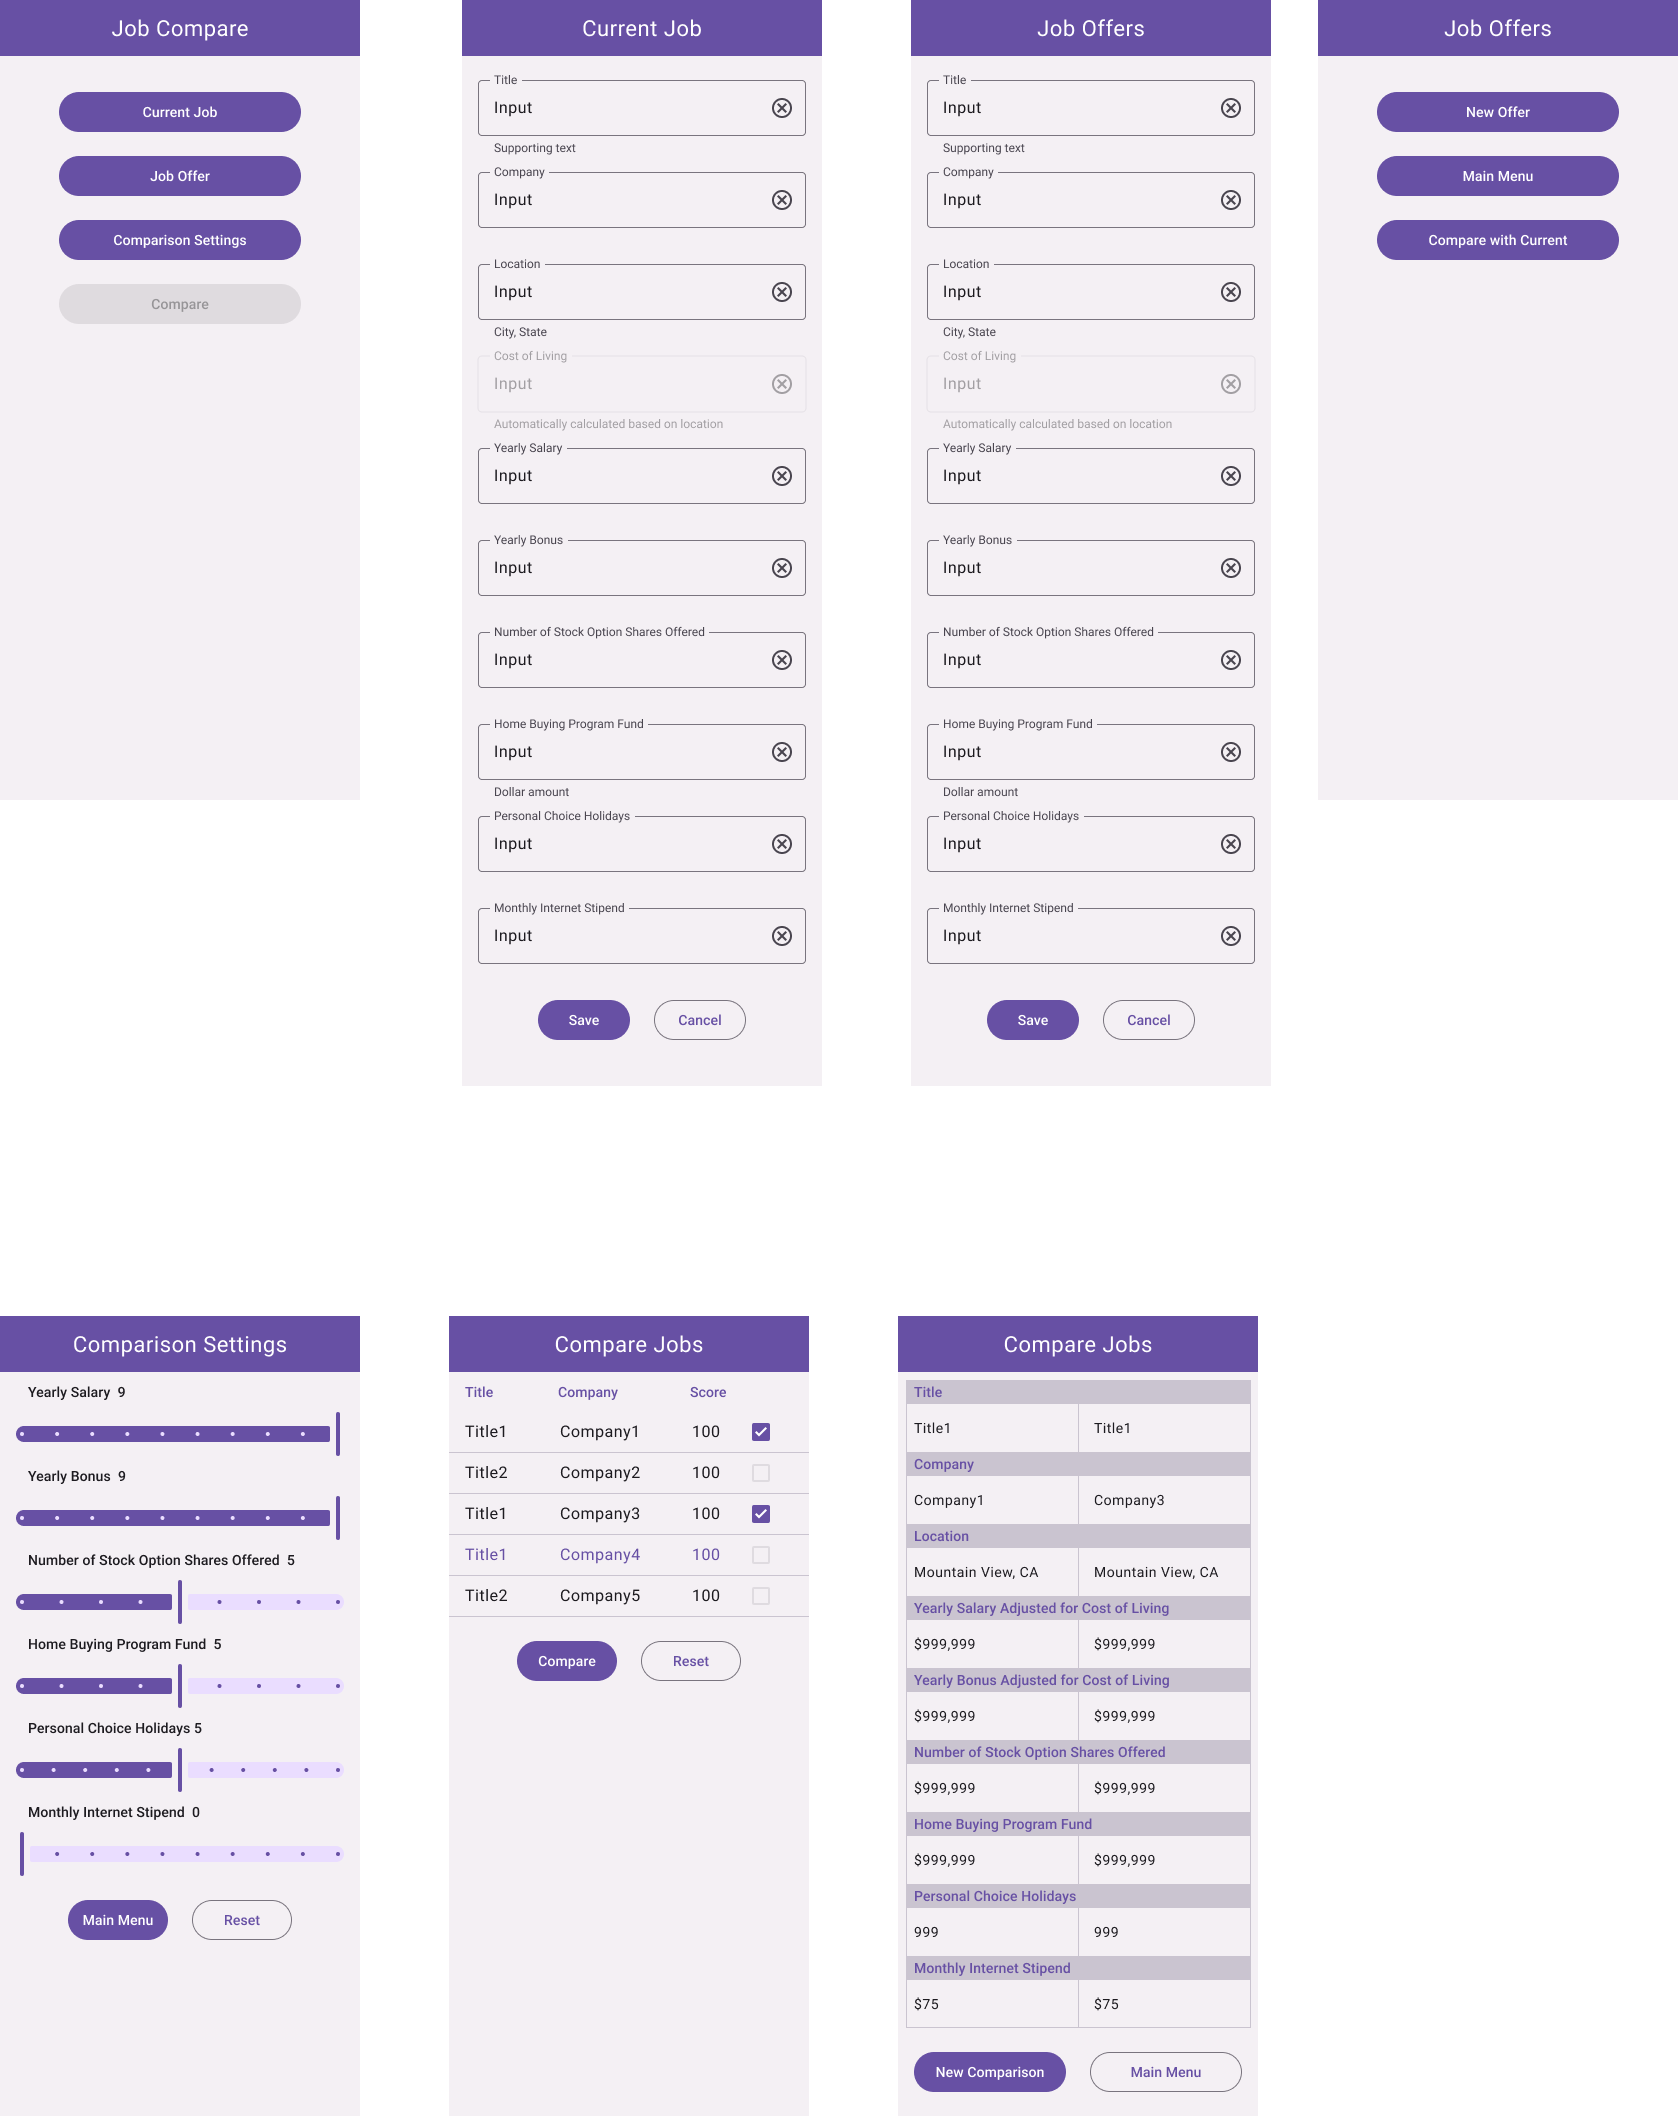 Job Compare
Current Job
Job Offer
Comparison Settings
Compare
Current Job
Title
Input
Supporting text
Company
Input
Location
Input
City, State
Cost of Living
Input
Automatically calculated based on location
Yearly Salary
Input
Yearly Bonus
Input
Number of Stock Option Shares Offered
Input
Home Buying Program Fund
Input
Dollar amount
Personal Choice Holidays
Input
Monthly Internet Stipend
Input
Save Cancel
Job Offers
Title
Input
Supporting text
Company
Input
Location
Input
City, State
Cost of Living
Input
Automatically calculated based on location
Yearly Salary
Input
Yearly Bonus
Input
Number of Stock Option Shares Offered
Input
Home Buying Program Fund
Input
Dollar amount
Personal Choice Holidays
Input
Monthly Internet Stipend
Input
Save Cancel
Job Offers
New Offer
Main Menu
Compare with Current
Comparison Settings
Yearly Salary 9
Yearly Bonus 9
Number of Stock Option Shares Offered 5
Home Buying Program Fund 5
Personal Choice Holidays 5
Monthly Internet Stipend 0
Main Menu Reset
Compare Jobs
Title Company Score
Title1 Company1 100
Title2 Company2 100
Title1 Company3 100
Title1 Company4 100
Title2 Company5 100
Compare Reset
Compare Jobs
Title
Title1 Title1
Company
Company1 Company3
Location
Mountain View, CA Mountain View, CA
Yearly Salary Adjusted for Cost of Living
$999,999 $999,999
Yearly Bonus Adjusted for Cost of Living
$999,999 $999,999
Number of Stock Option Shares Offered
$999,999 $999,999
Home Buying Program Fund
$999,999 $999,999
Personal Choice Holidays
999 999
Monthly Internet Stipend
$75 $75
New Comparison Main Menu